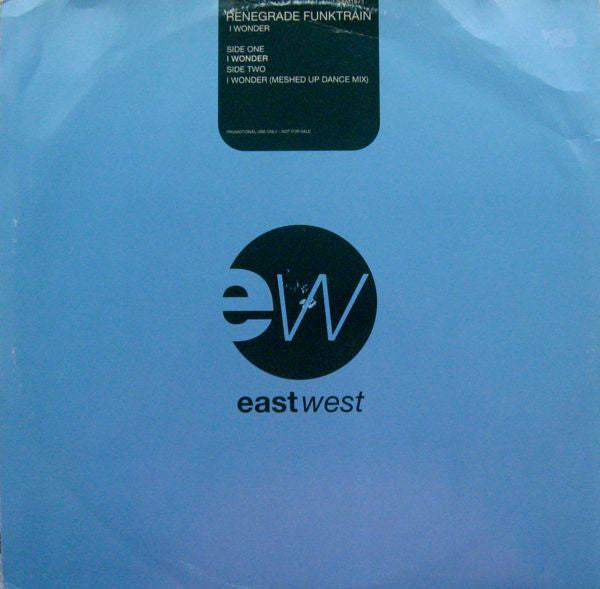 RENEGRADE FUNKTRAIN
I WONDER
SIDE ONE
I WONDER
SIDE TWO
I WONDER (MESHED UP DANCE MIX)
PROMOTIONAL USE ONLY - NOT FOR SALE
ew
eastwest